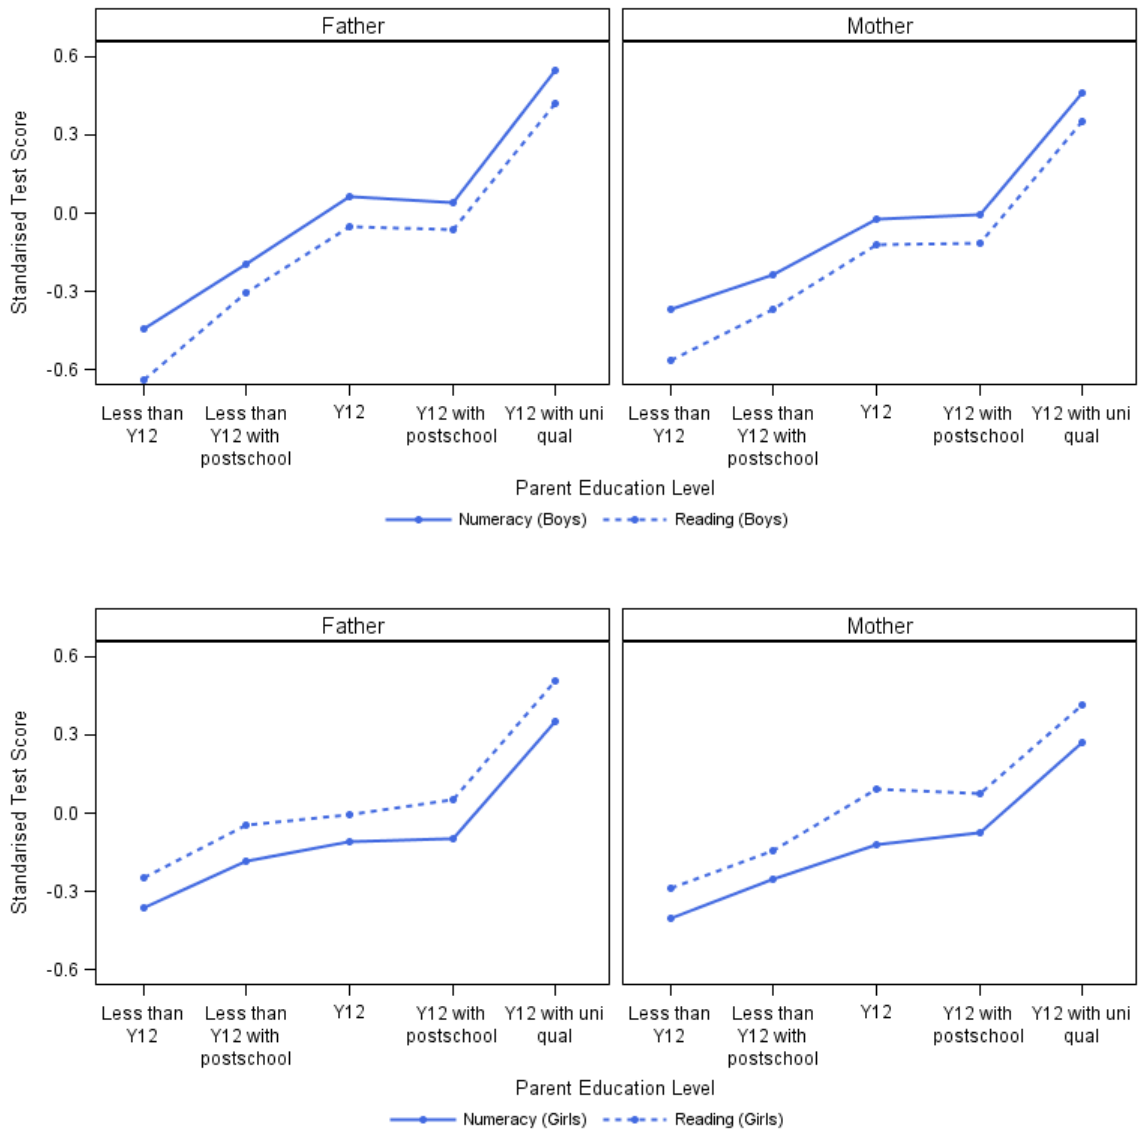 Father
Mother
Standarised Test Score
0.6
0.3
0.0
-0.3
-0.6
Less than
Y12
Less than
Y12 with
postschool
Y12
Y12 with
postschool
Y12 with uni
qual
Less than
Y12
Less than
Y12 with
postschool
Y12
Y12 with
postschool
Y12 with uni
qual
Parent Education Level
Numeracy (Boys)
Reading (Boys)
Father
Mother
Standarised Test Score
0.6
0.3
0.0
-0.3
-0.6
Less than
Y12
Less than
Y12 with
postschool
Y12
Y12 with
postschool
Y12 with uni
qual
Less than
Y12
Less than
Y12 with
postschool
Y12
Y12 with
postschool
Y12 with uni
qual
Parent Education Level
Numeracy (Girls)
Reading (Girls)